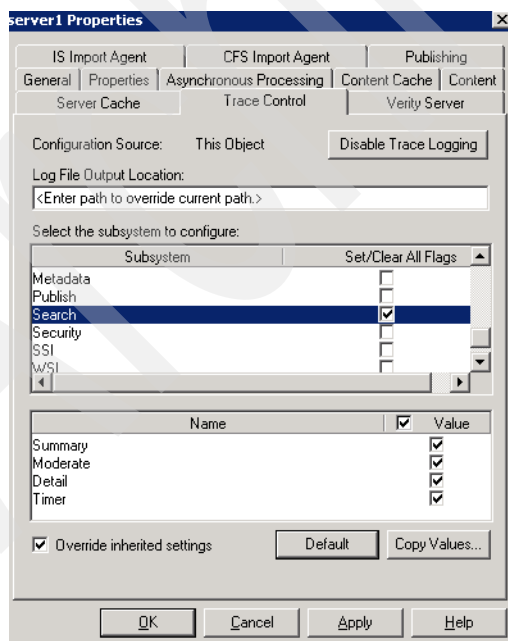 server1 Properties
IS Import Agent CFS Import Agent Publishing
General Properties Asynchronous Processing Content Cache Content
Server Cache Trace Control Verity Server
Configuration Source: This Object Disable Trace Logging
Log File Output Location:
<Enter path to override current path.>
Select the subsystem to configure:
Subsystem Set/Clear All Flags
Metadata
Publish
Search
Security
SSI
WSI
Name Value
Summary
Moderate
Detail
Timer
Override inherited settings Default Copy Values...
OK Cancel Apply Help